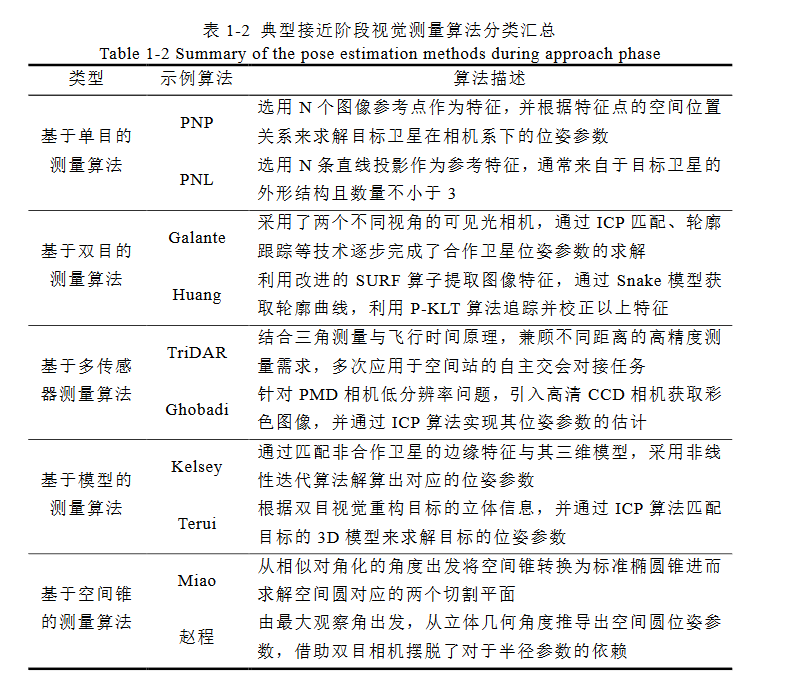 表 1-2 典型接近阶段视觉测量算法分类汇总
Table 1-2 Summary of the pose estimation methods during approach phase
类型 示例算法 算法描述
基于单目的
测量算法
PNP
选用 N 个图像参考点作为特征，并根据特征点的空间位置
关系来求解目标卫星在相机系下的位姿参数
PNL
选用 N 条直线投影作为参考特征，通常来自于目标卫星的
外形结构且数量不小于 3
基于双目的
测量算法
Galante
采用了两个不同视角的可见光相机，通过 ICP 匹配、轮廓
跟踪等技术逐步完成了合作卫星位姿参数的求解
Huang
利用改进的 SURF 算子提取图像特征，通过 Snake 模型获
取轮廓曲线，利用 P-KLT 算法追踪并校正以上特征
基于多传感
器测量算法
TriDAR
结合三角测量与飞行时间原理，兼顾不同距离的高精度测
量需求，多次应用于空间站的自主交会对接任务
Ghobadi
针对 PMD 相机低分辨率问题，引入高清 CCD 相机获取彩
色图像，并通过 ICP 算法实现其位姿参数的估计
基于模型的
测量算法
Kelsey
通过匹配非合作卫星的边缘特征与其三维模型，采用非线
性迭代算法解算出对应的位姿参数
Terui
根据双目视觉重构目标的立体信息，并通过 ICP 算法匹配
目标的 3D 模型来求解目标的位姿参数
基于空间锥
的测量算法
Miao
从相似对角化的角度出发将空间锥转换为标准椭圆锥进而
求解空间圆对应的两个切割平面
赵程
由最大观察角出发，从立体几何角度推导出空间圆位姿参
数，借助双目相机摆脱了对于半径参数的依赖